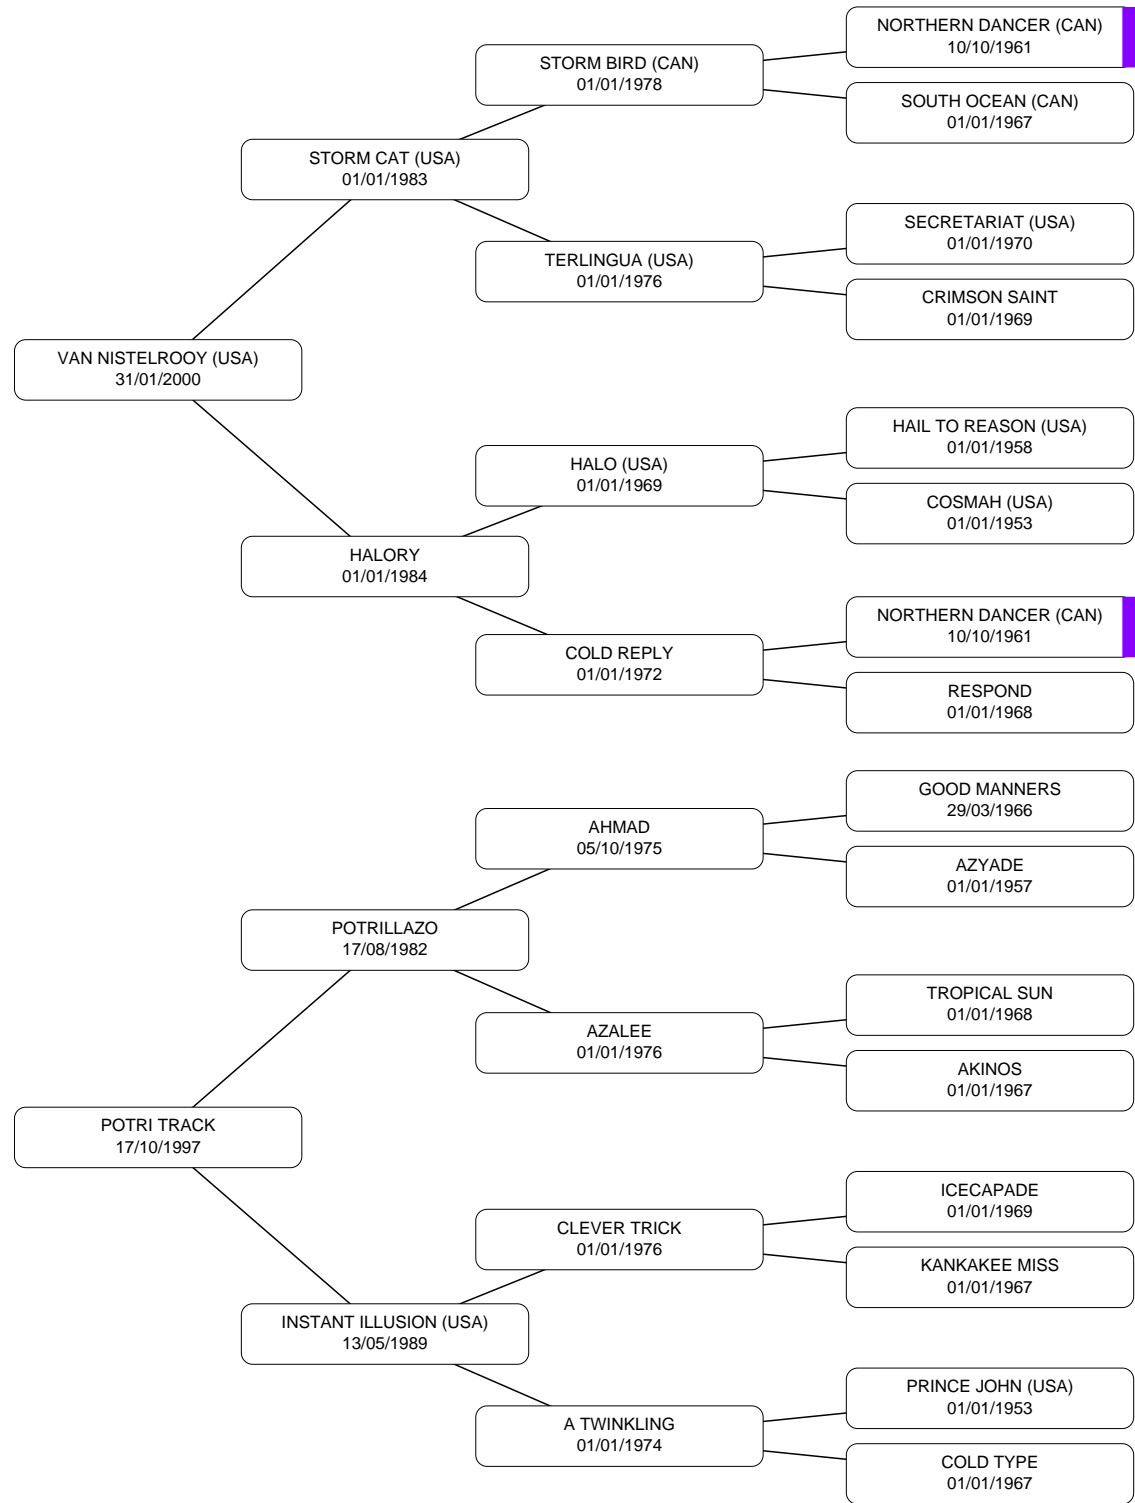 NORTHERN DANCER (CAN)
10/10/1961
STORM BIRD (CAN)
01/01/1978
SOUTH OCEAN (CAN)
01/01/1967
STORM CAT (USA)
01/01/1983
SECRETARIAT (USA)
01/01/1970
TERLINGUA (USA)
01/01/1976
CRIMSON SAINT
01/01/1969
VAN NISTELROOY (USA)
31/01/2000
HAIL TO REASON (USA)
01/01/1958
HALO (USA)
01/01/1969
COSMAH (USA)
01/01/1953
HALORY
01/01/1984
NORTHERN DANCER (CAN)
10/10/1961
COLD REPLY
01/01/1972
RESPOND
01/01/1968
GOOD MANNERS
29/03/1966
AHMAD
05/10/1975
AZYADE
01/01/1957
POTRILLAZO
17/08/1982
TROPICAL SUN
01/01/1968
AZALEE
01/01/1976
AKINOS
01/01/1967
POTRI TRACK
17/10/1997
ICECAPADE
01/01/1969
CLEVER TRICK
01/01/1976
KANKAKEE MISS
01/01/1967
INSTANT ILLUSION (USA)
13/05/1989
PRINCE JOHN (USA)
01/01/1953
A TWINKLING
01/01/1974
COLD TYPE
01/01/1967